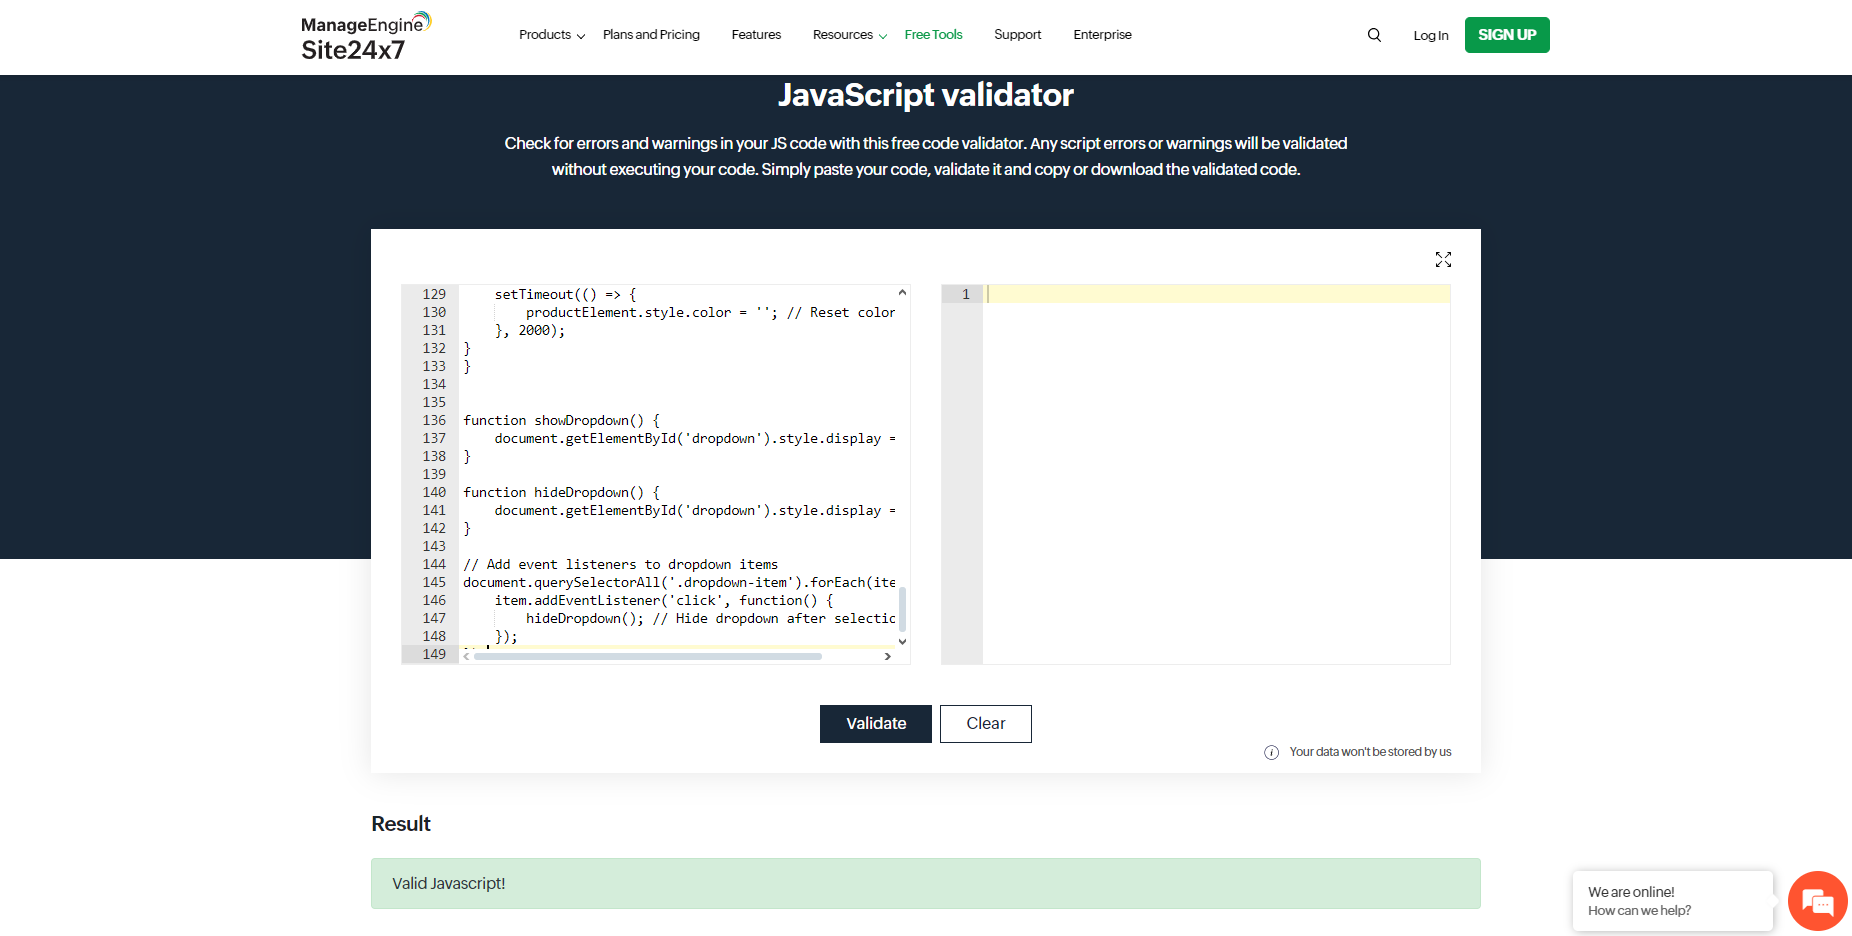 ManageEngine
Site24x7
Products
Plans and Pricing
Features
Resources
Free Tools
Support
Enterprise
Log In
SIGN UP
JavaScript validator
Check for errors and warnings in your JS code with this free code validator. Any script errors or warnings will be validated
without executing your code. Simply paste your code, validate it and copy or download the validated code.
129     setTimeout(() => {
130         productElement.style.color = ''; // Reset color
131     }, 2000);
132 }
133 }
134
135
136 function showDropdown() {
137     document.getElementById('dropdown').style.display =
138 }
139
140 function hideDropdown() {
141     document.getElementById('dropdown').style.display =
142 }
143
144 // Add event listeners to dropdown items
145 document.querySelectorAll('.dropdown-item').forEach(ite
146     item.addEventListener('click', function() {
147         hideDropdown(); // Hide dropdown after selectic
148     });
149
1
Validate
Clear
Your data won't be stored by us
Result
Valid Javascript!
We are online!
How can we help?